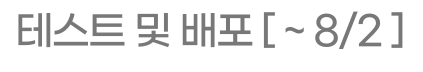 테스트 및 배포 [ ~ 8/2 ]